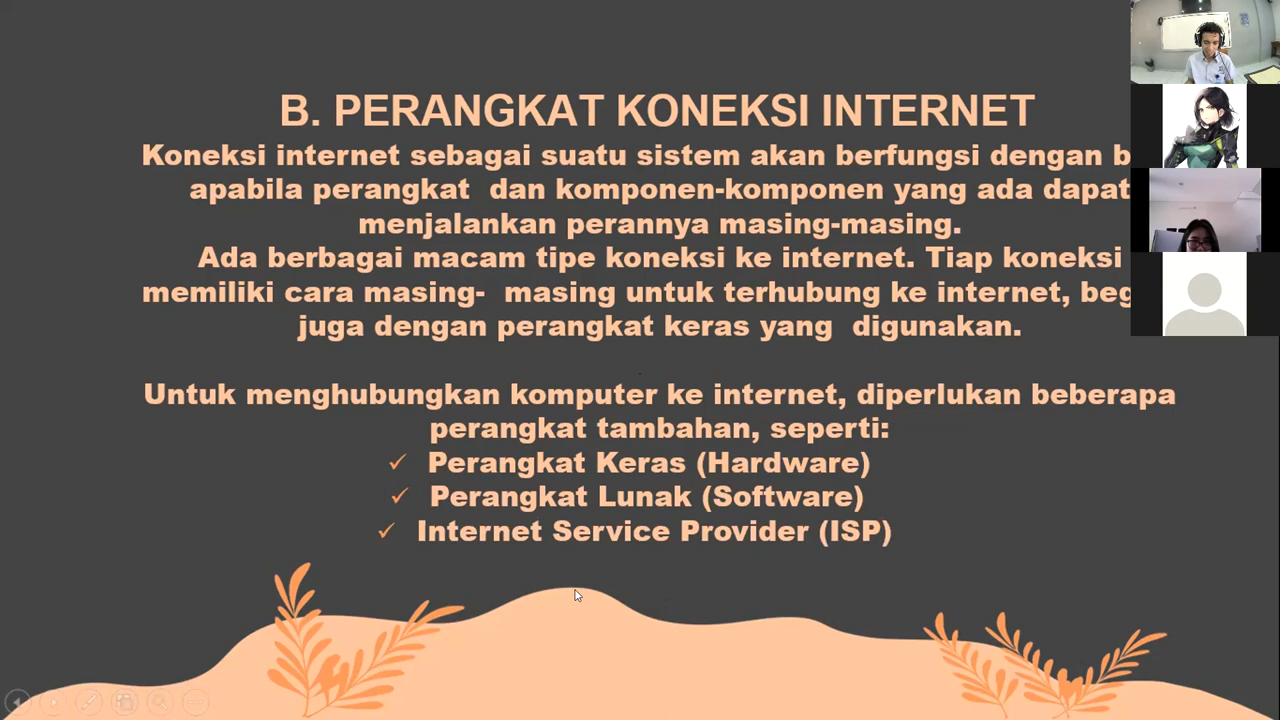 B. PERANGKAT KONEKSI INTERNET
Koneksi internet sebagai suatu sistem akan berfungsi dengan
apabila perangkat dan komponen-komponen yang ada dapat
menjalankan perannya masing-masing.
Ada berbagai macam tipe koneksi ke internet. Tiap koneksi
memiliki cara masing- masing untuk terhubung ke internet,
juga dengan perangkat keras yang digunakan.
Untuk menghubungkan komputer ke internet, diperlukan beberapa
perangkat tambahan, seperti:
✓ Perangkat Keras (Hardware)
✓ Perangkat Lunak (Software)
✓ Internet Service Provider (ISP)